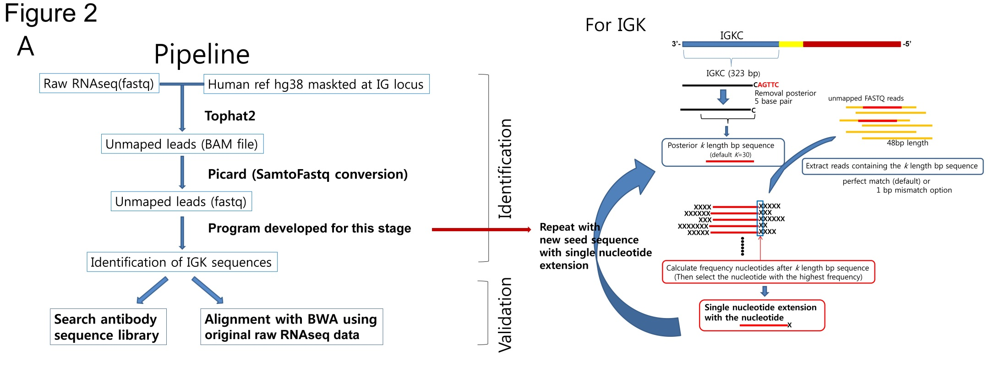 Figure 2
A
Pipeline
Raw RNAseq(fastq)
Human ref hg38 maskted at IG locus
Tophat2
Unmaped leads (BAM file)
Picard (SamtoFastq conversion)
Unmaped leads (fastq)
Program developed for this stage
Identification of IGK sequences
Search antibody
sequence library
Alignment with BWA using
original raw RNAseq data
Identification
Validation
For IGK
IGKC
3’-
-5’
IGKC (323 bp)
CAGTTC
Removal posterior
5 base pair
C
unmapped FASTQ reads
48bp length
Posterior k length bp sequence
(default K=30)
Extract reads containing the k length bp sequence
perfect match (default) or
1 bp mismatch option
XXXX XXXXX
XXXXXX XXX
XXX XXXXXX
XXXXXXX XX
XXXXX XXXX
Repeat with
new seed sequence
with single nucleotide
extension
Calculate frequency nucleotides after k length bp sequence
(Then select the nucleotide with the highest frequency)
Single nucleotide extension
with the nucleotide
X